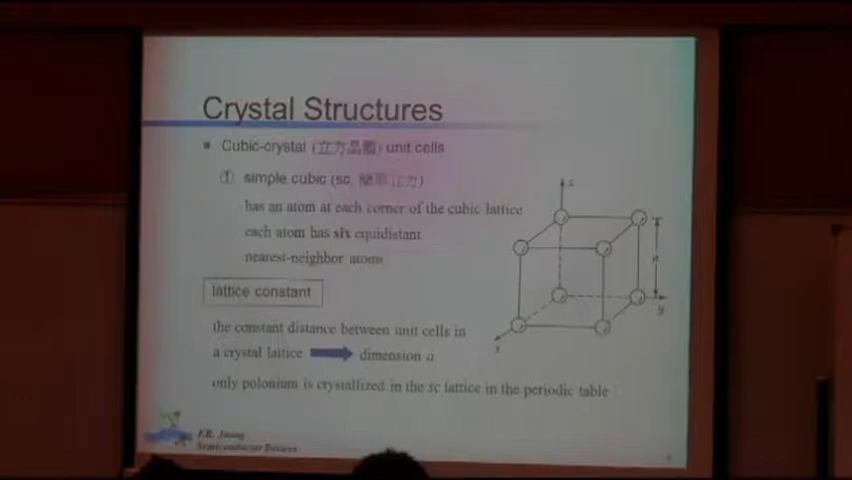 Crystal Structures
Cubic-crystal (立方晶體) unit cells
① simple cubic (sc, 簡單立方)
has an atom at each corner of the cubic lattice
each atom has six equidistant
nearest-neighbor atoms
z
a
y
x
lattice constant
the constant distance between unit cells in
a crystal lattice
dimension a
only polonium is crystallized in the sc lattice in the periodic table
Semiconductor Devices